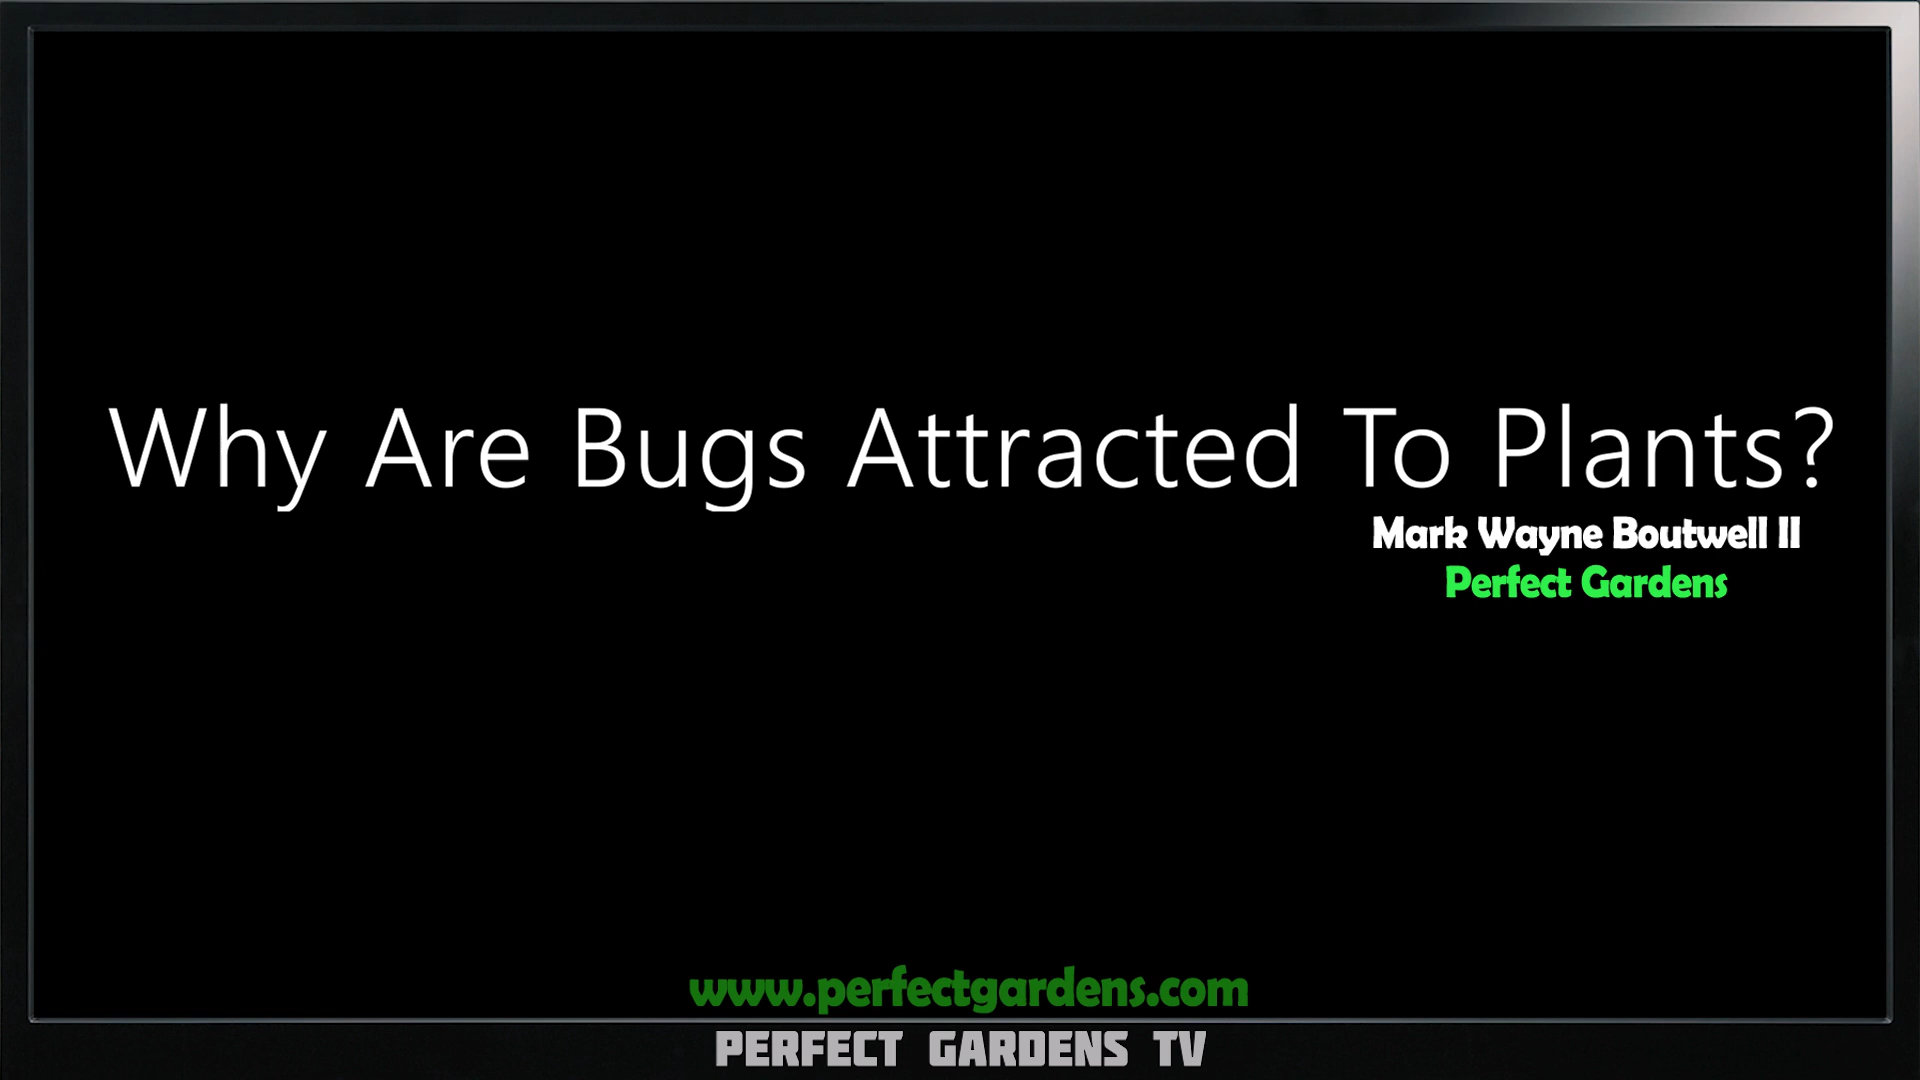 Why Are Bugs Attracted To Plants?
Mark Wayne Boutwell II
Perfect Gardens
www.perfectgardens.com
PERFECT GARDENS TV